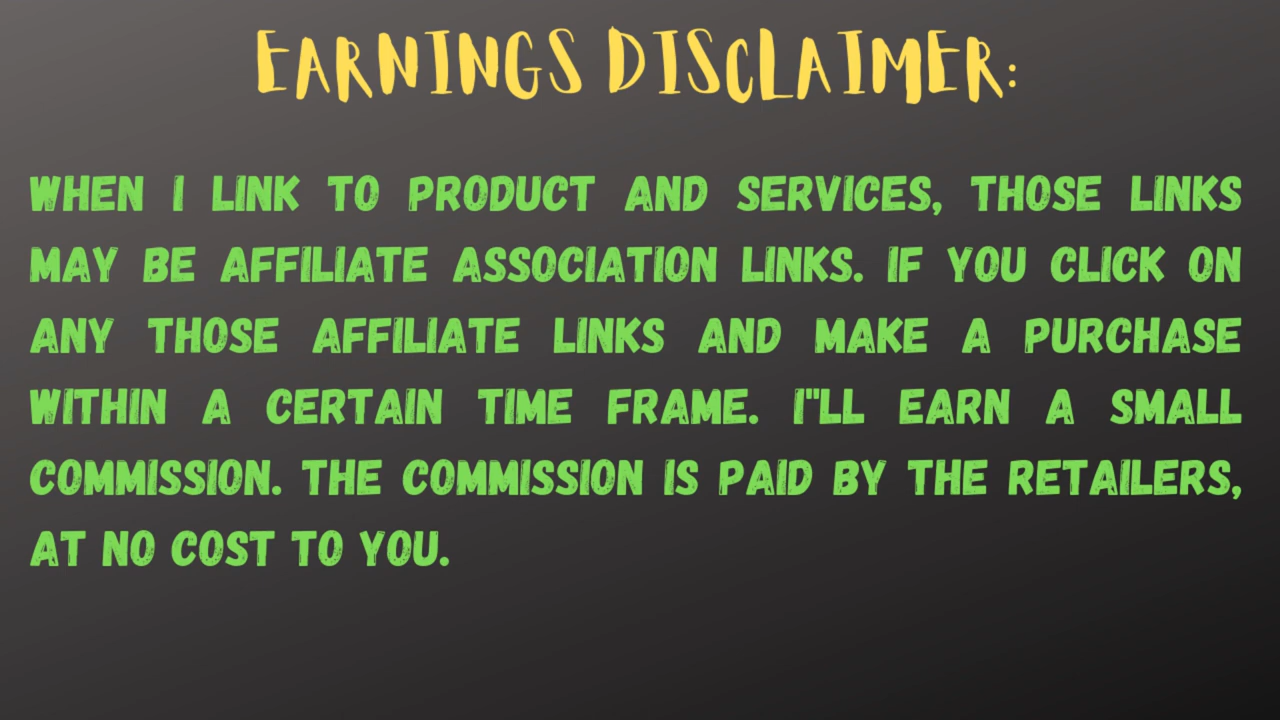 EARNINGS DISCLAIMER:
WHEN I LINK TO PRODUCT AND SERVICES, THOSE LINKS
MAY BE AFFILIATE ASSOCIATION LINKS. IF YOU CLICK ON
ANY THOSE AFFILIATE LINKS AND MAKE A PURCHASE
WITHIN A CERTAIN TIME FRAME. I"LL EARN A SMALL
COMMISSION. THE COMMISSION IS PAID BY THE RETAILERS,
AT NO COST TO YOU.